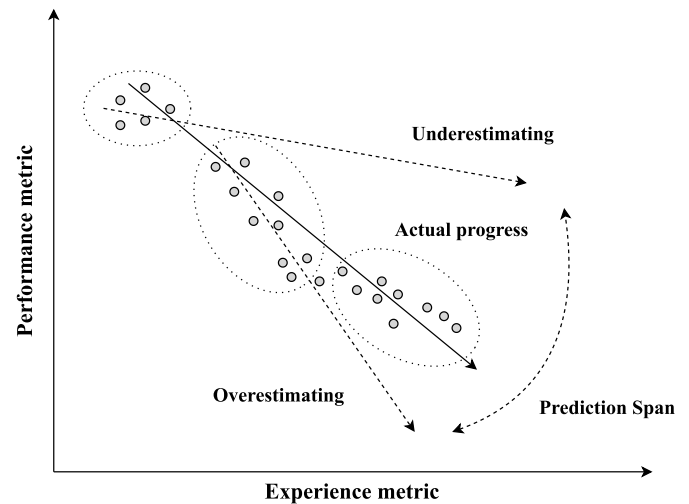 Underestimating
Actual progress
Performance metric
Overestimating
Prediction Span
Experience metric